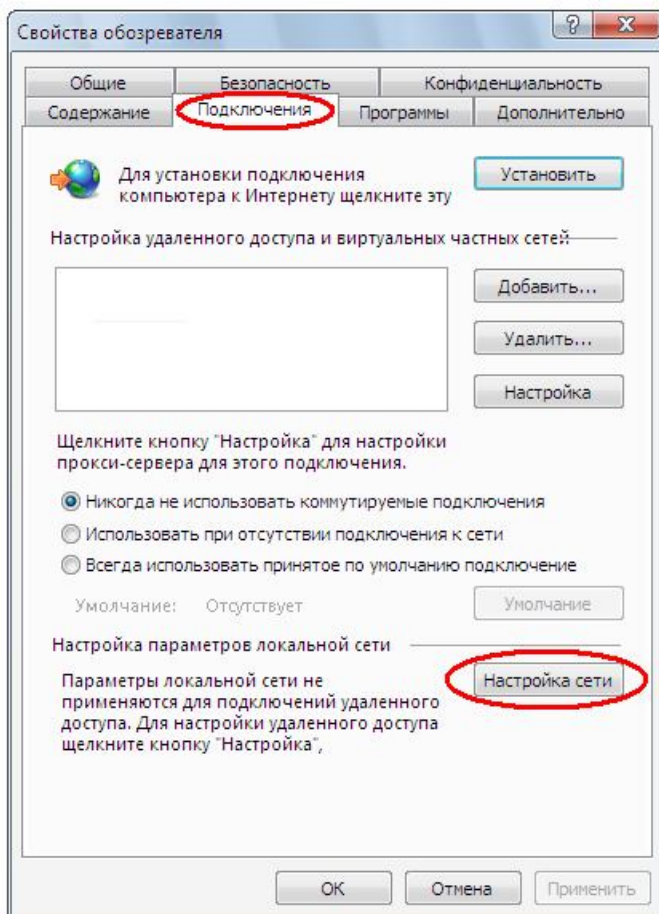 Свойства обозревателя
?
X
Общие Безопасность Конфиденциальность
Содержание Подключения Программы Дополнительно
Для установки подключения
компьютера к Интернету щелкните эту
Установить
Настройка удаленного доступа и виртуальных частных сетей
Добавить...
Удалить...
Настройка
Щелкните кнопку "Настройка" для настройки
прокси-сервера для этого подключения.
Никогда не использовать коммутируемые подключения
Использовать при отсутствии подключения к сети
Всегда использовать принятое по умолчанию подключение
Умолчание: Отсутствует
Умолчание
Настройка параметров локальной сети
Параметры локальной сети не
применяются для подключений удаленного
доступа. Для настройки удаленного доступа
щелкните кнопку "Настройка",
Настройка сети
ОК Отмена Применить